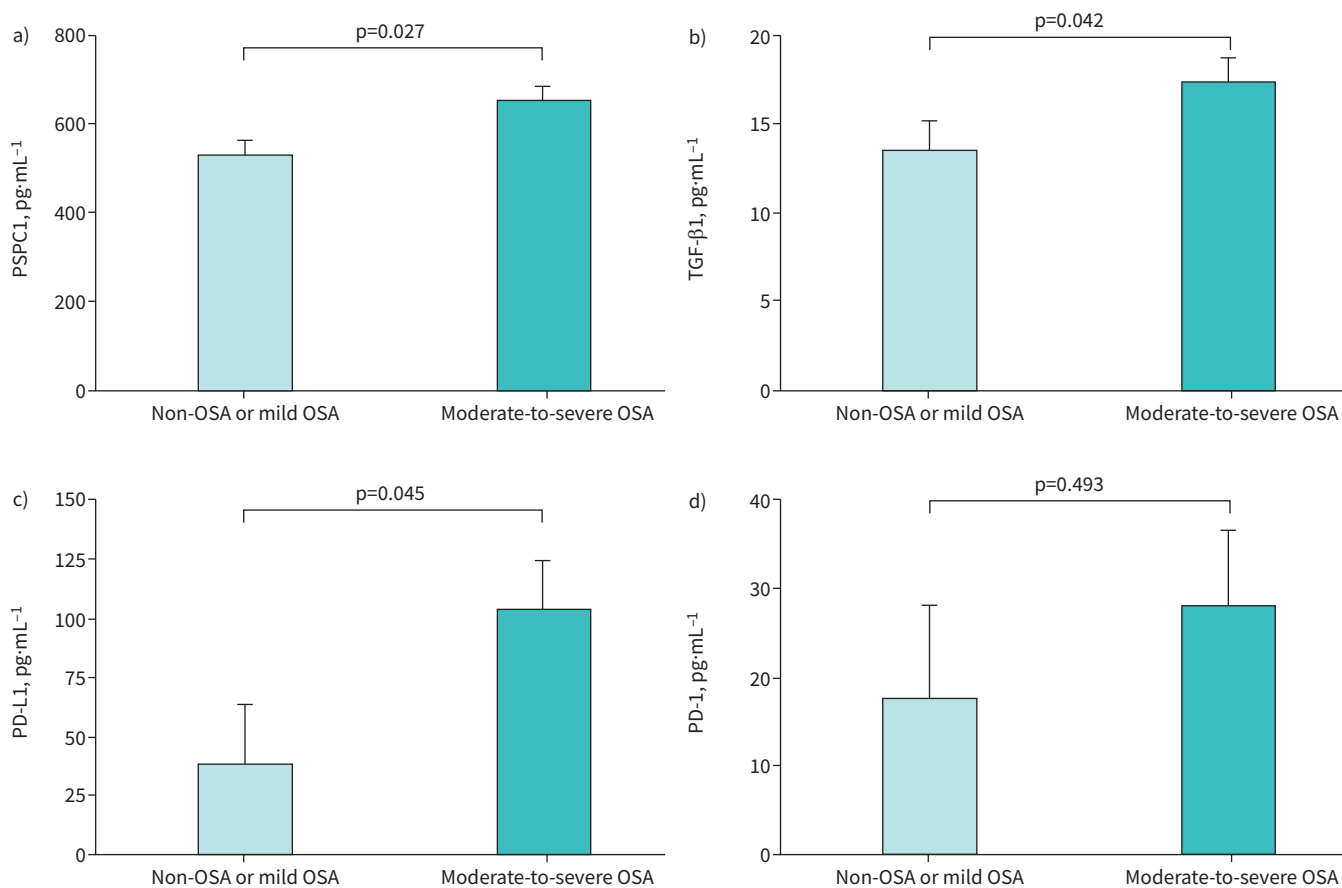 a)
p=0.027
PSPC1, pg·mL⁻¹
800
600
400
200
0
Non-OSA or mild OSA
Moderate-to-severe OSA
b)
p=0.042
TGF-β1, pg·mL⁻¹
20
15
10
5
0
Non-OSA or mild OSA
Moderate-to-severe OSA
c)
p=0.045
PD-L1, pg·mL⁻¹
150
125
100
75
50
25
0
Non-OSA or mild OSA
Moderate-to-severe OSA
d)
p=0.493
PD-1, pg·mL⁻¹
40
30
20
10
0
Non-OSA or mild OSA
Moderate-to-severe OSA